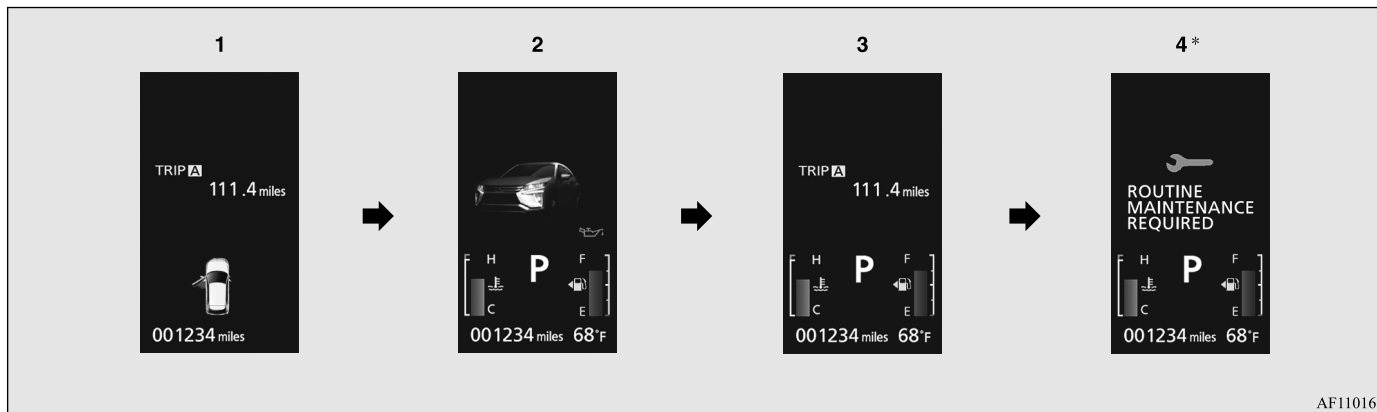 1
2
3
4*
TRIP A
111.4 miles
001234 miles
H
P
F
C
E
001234 miles 68°F
TRIP A
111.4 miles
H
P
F
C
E
001234 miles 68°F
ROUTINE
MAINTENANCE
REQUIRED
H
P
F
C
E
001234 miles 68°F
AF11016